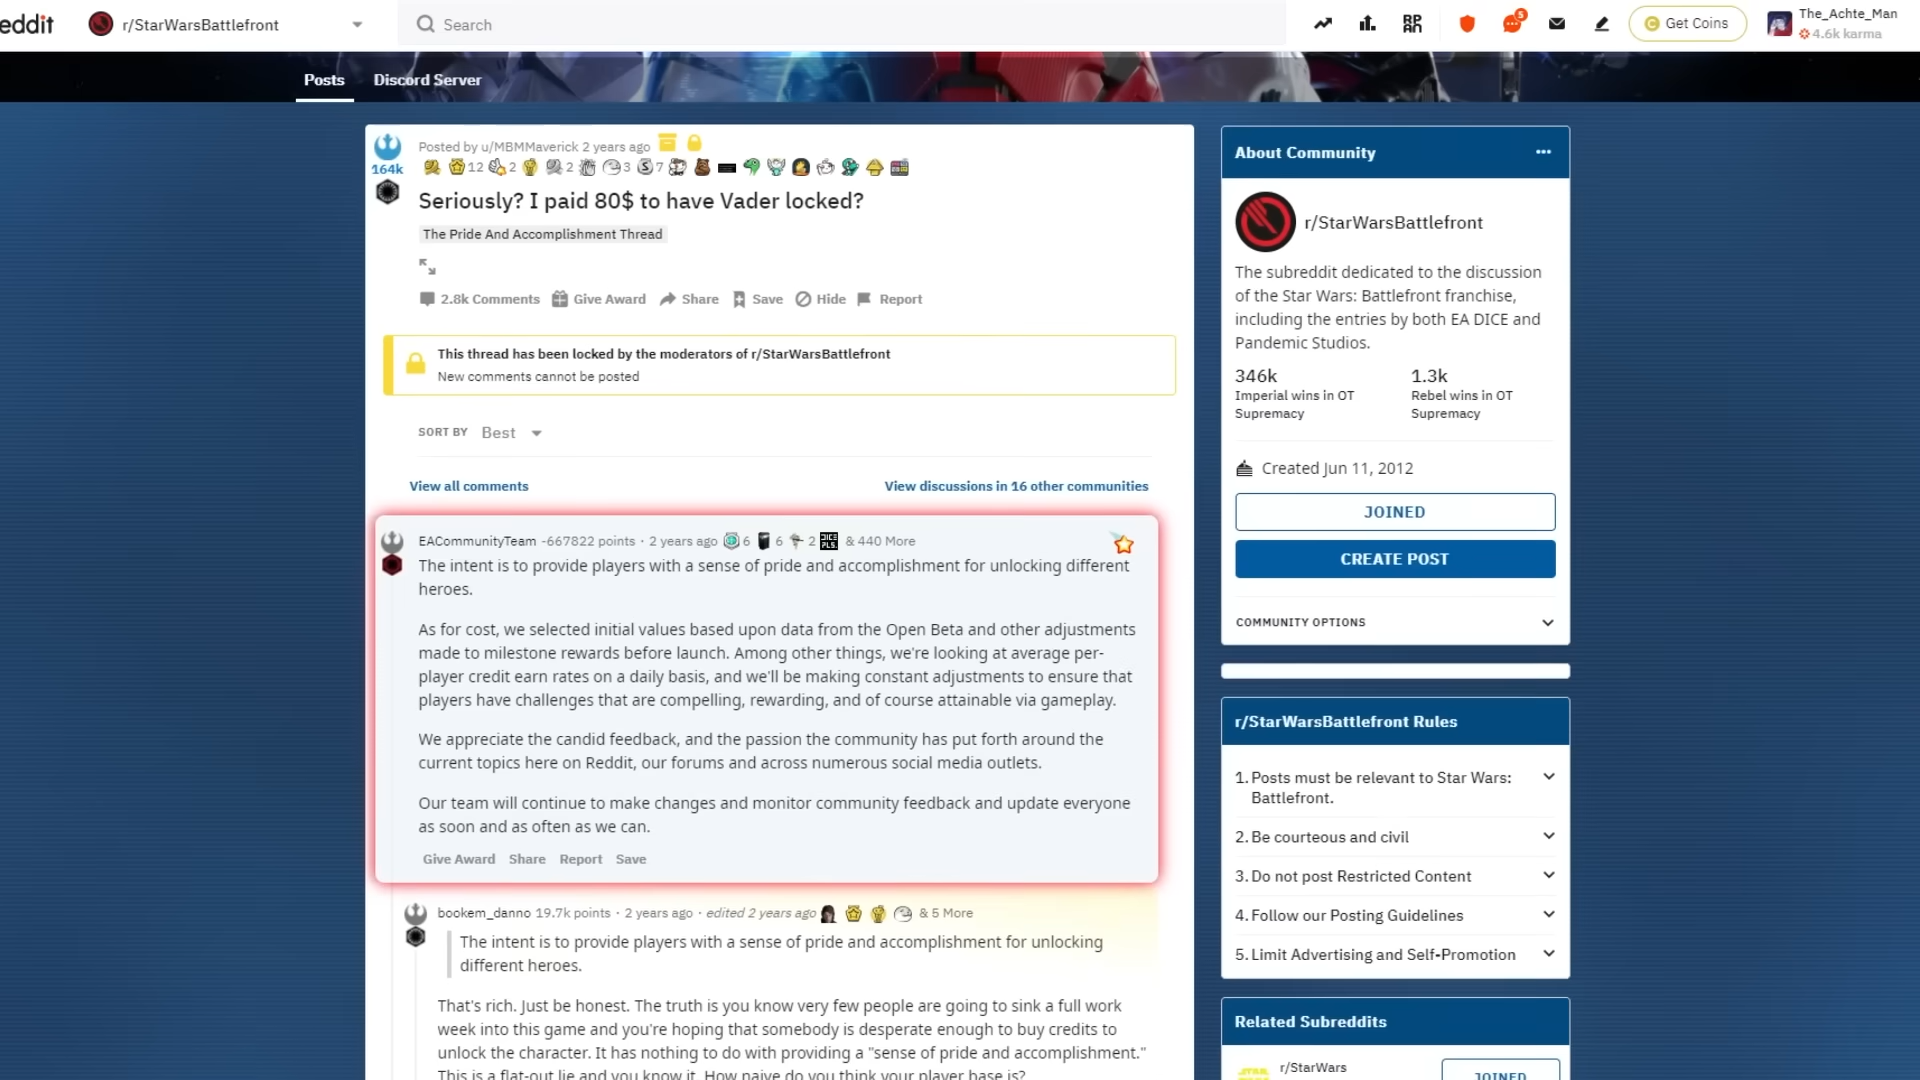 eddit
r/StarWarsBattlefront
Search
5
Get Coins
The_Achte_Man
4.6k karma
Posts
Discord Server
Posted by u/MBMMaverick 2 years ago
164k
12 2 2 3 7
Seriously? I paid 80$ to have Vader locked?
The Pride And Accomplishment Thread
2.8k Comments Give Award Share Save Hide Report
This thread has been locked by the moderators of r/StarWarsBattlefront
New comments cannot be posted
SORT BY Best
View all comments
View discussions in 16 other communities
EACommunityTeam -667822 points · 2 years ago 6 6 2 DICE PLS. & 440 More
The intent is to provide players with a sense of pride and accomplishment for unlocking different
heroes.
As for cost, we selected initial values based upon data from the Open Beta and other adjustments
made to milestone rewards before launch. Among other things, we're looking at average per-
player credit earn rates on a daily basis, and we'll be making constant adjustments to ensure that
players have challenges that are compelling, rewarding, and of course attainable via gameplay.
We appreciate the candid feedback, and the passion the community has put forth around the
current topics here on Reddit, our forums and across numerous social media outlets.
Our team will continue to make changes and monitor community feedback and update everyone
as soon and as often as we can.
Give Award Share Report Save
bookem_danno 19.7k points · 2 years ago · edited 2 years ago & 5 More
The intent is to provide players with a sense of pride and accomplishment for unlocking
different heroes.
That's rich. Just be honest. The truth is you know very few people are going to sink a full work
week into this game and you're hoping that somebody is desperate enough to buy credits to
unlock the character. It has nothing to do with providing a "sense of pride and accomplishment."
This is a flat-out lie and you know it. How naive do you think your player base is?
About Community
r/StarWarsBattlefront
The subreddit dedicated to the discussion
of the Star Wars: Battlefront franchise,
including the entries by both EA DICE and
Pandemic Studios.
346k
Imperial wins in OT
Supremacy
1.3k
Rebel wins in OT
Supremacy
Created Jun 11, 2012
JOINED
CREATE POST
COMMUNITY OPTIONS
r/StarWarsBattlefront Rules
1. Posts must be relevant to Star Wars:
Battlefront.
2. Be courteous and civil
3. Do not post Restricted Content
4. Follow our Posting Guidelines
5. Limit Advertising and Self-Promotion
Related Subreddits
STAR WARS
r/StarWars
JOINED